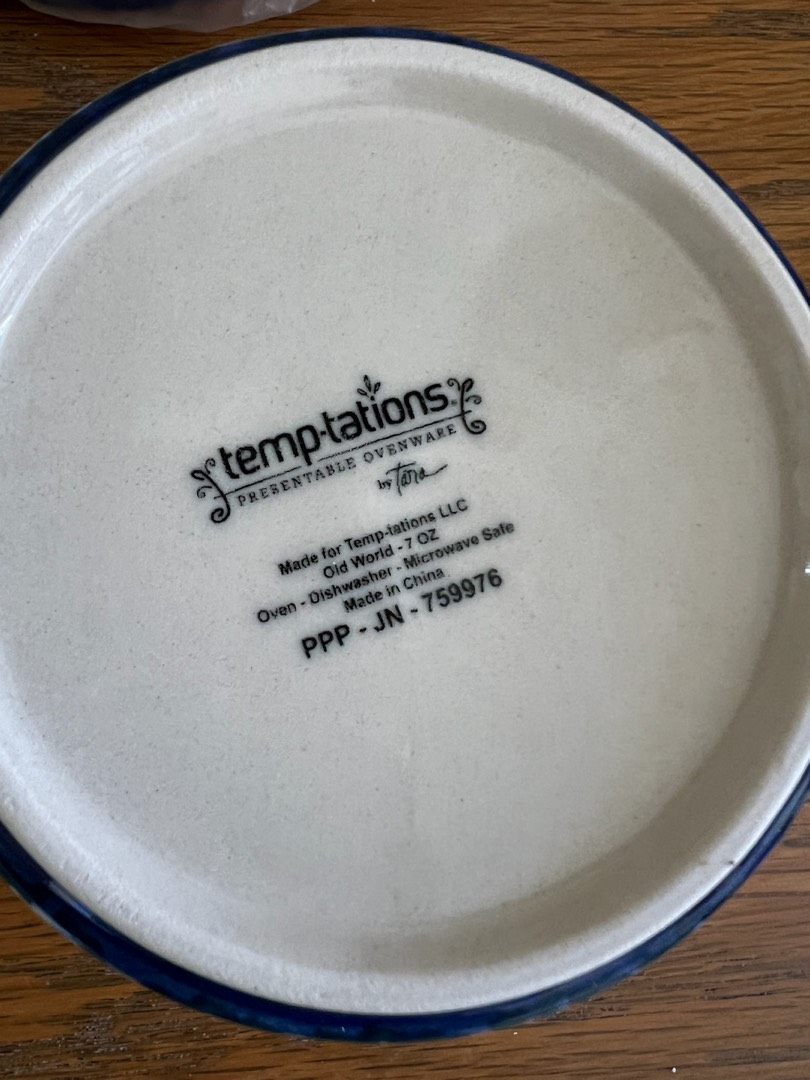 temp-tations®
PRESENTABLE OVENWARE
by Tara
Made for Temp-tations LLC
Old World - 7 OZ
Oven - Dishwasher - Microwave Safe
Made in China
PPP - JN - 759976